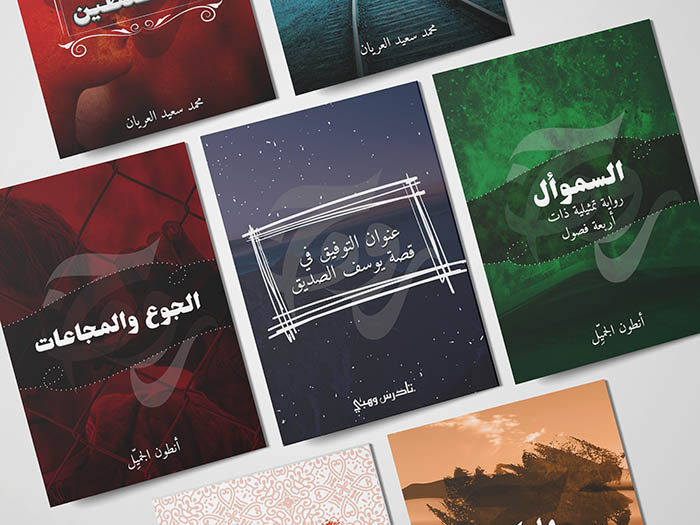 محمد سعيد العريان
محمد سعيد العريان
السموأل
رواية تمثيلية ذات
أربعة فصول
أنطون الجميّل
عنوان التوفيق في
قصة يوسف الصديق
تادرس وهبي
الجوع والمجاعات
أنطون الجميّل